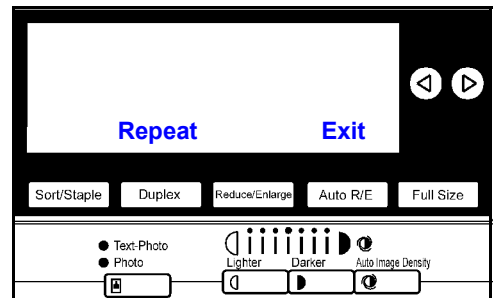 Repeat Exit
Sort/Staple Duplex Reduce/Enlarge Auto R/E Full Size
Text-Photo
Photo
Lighter Darker Auto Image Density